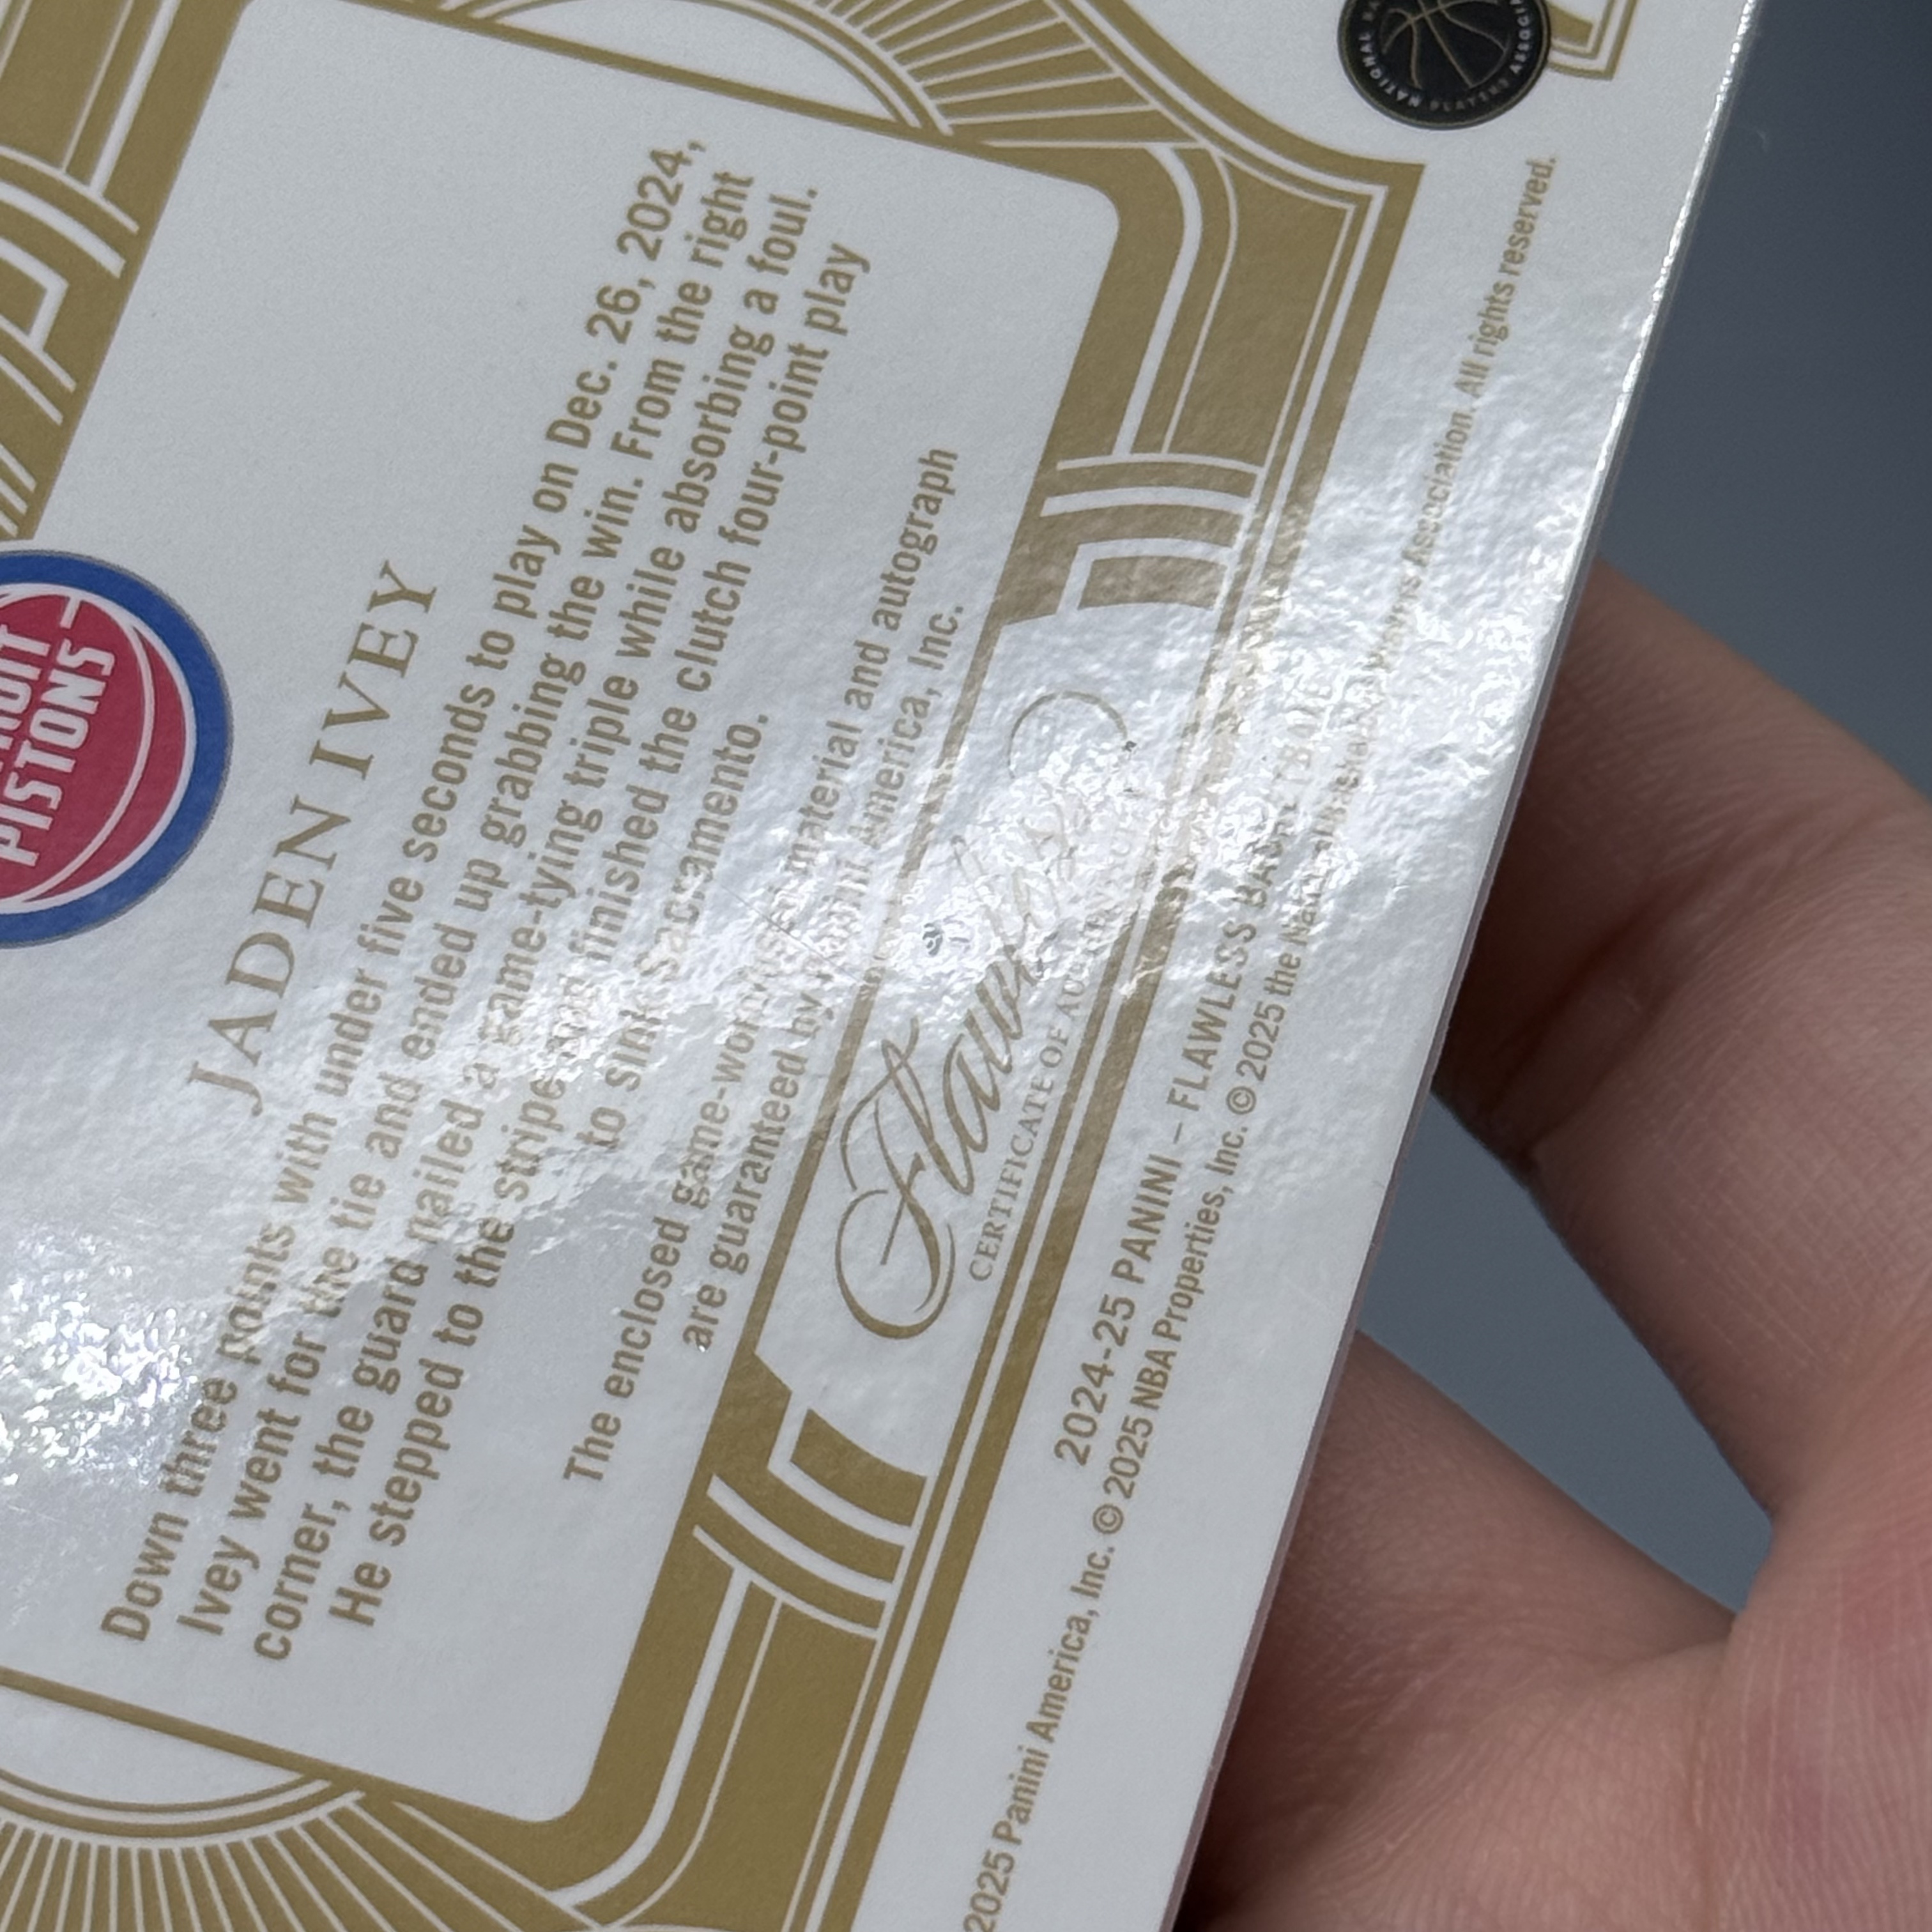 PISTONS
JADEN IVEY
Down three points with under five seconds to play on Dec. 26, 2024,
Ivey went for the tie and ended up grabbing the win. From the right
corner, the guard nailed a game-tying triple while absorbing a foul.
He stepped to the stripe and finished the clutch four-point play
to sink Sacramento.
The enclosed game-worn/used material and autograph
are guaranteed by Panini America, Inc.
Flawless
CERTIFICATE OF AUTHENTICITY
2024-25 PANINI – FLAWLESS BASKETBALL
2025 Panini America, Inc. © 2025 NBA Properties, Inc. © 2025 the National Basketball Players Association. All rights reserved.
NATIONAL PLAYERS